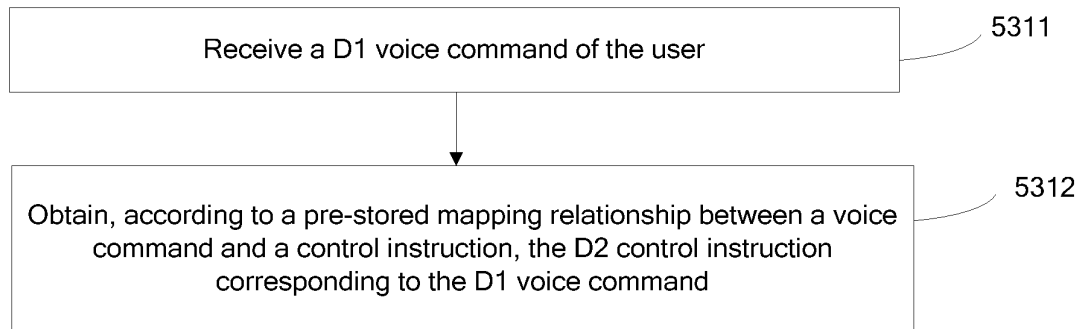 Receive a D1 voice command of the user
5311
Obtain, according to a pre-stored mapping relationship between a voice
command and a control instruction, the D2 control instruction
corresponding to the D1 voice command
5312